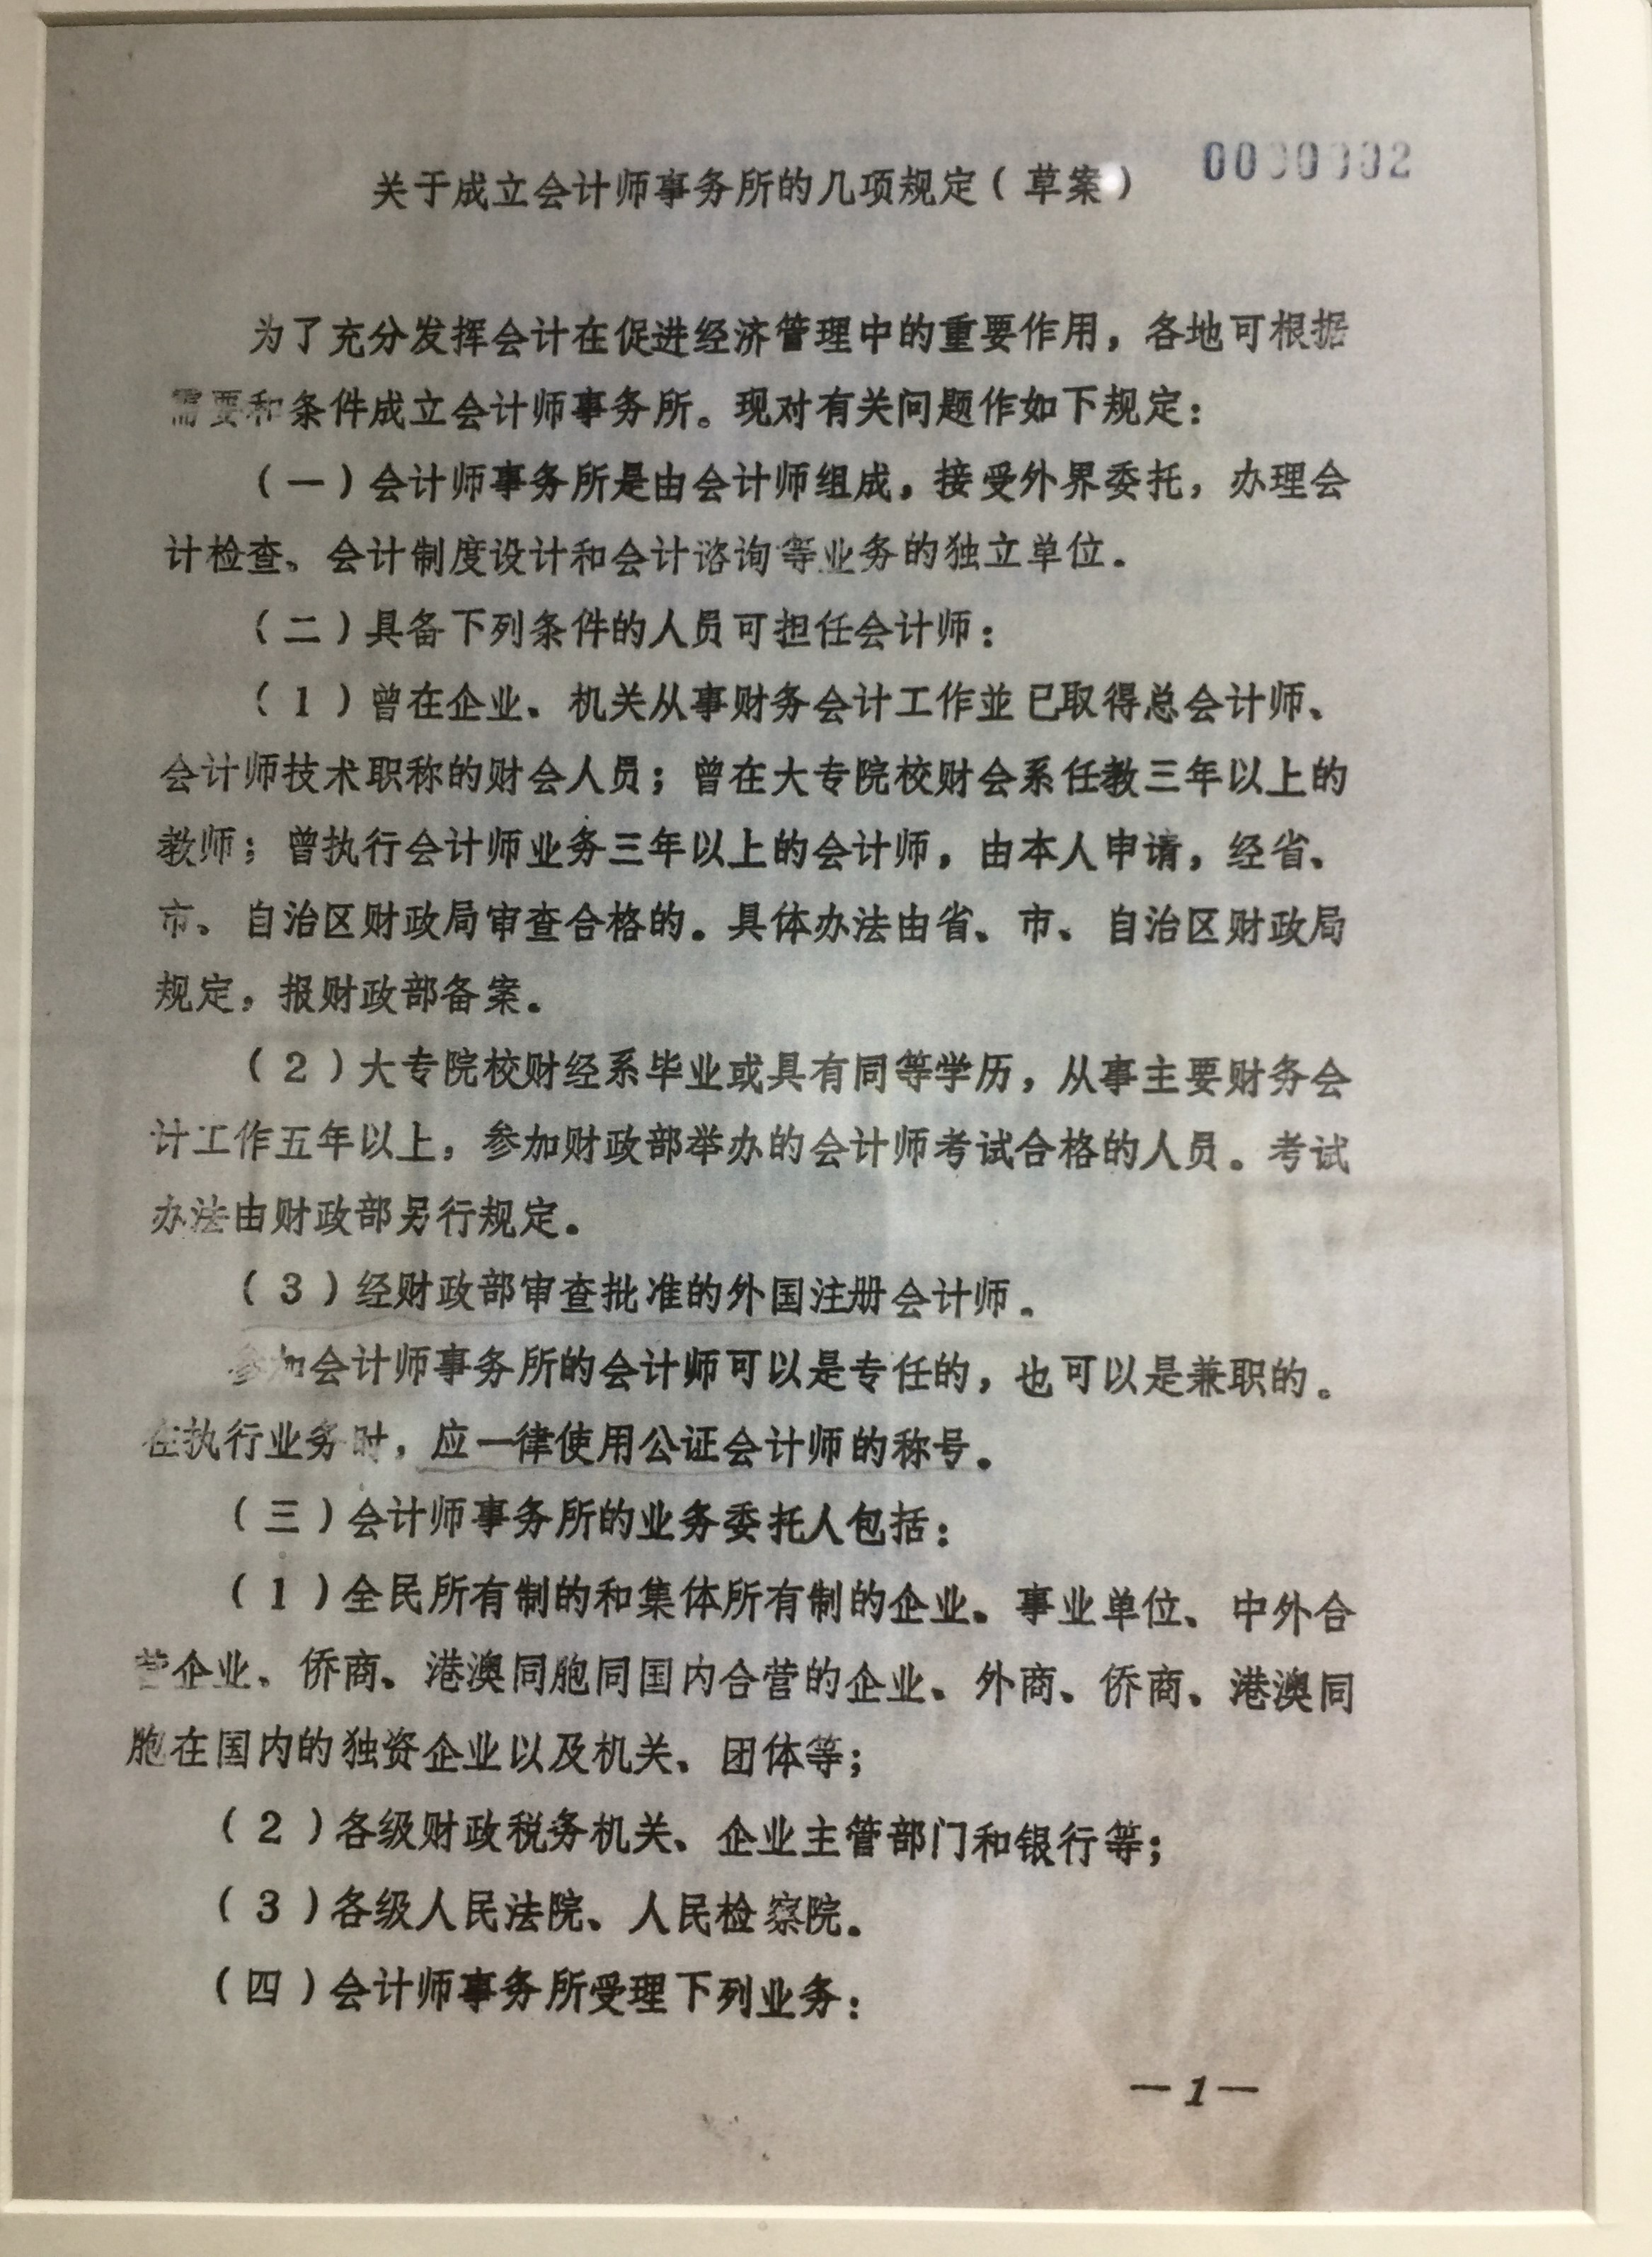 0000002
关于成立会计师事务所的几项规定（草案）
为了充分发挥会计在促进经济管理中的重要作用，各地可根据
需要和条件成立会计师事务所。现对有关问题作如下规定：
（一）会计师事务所是由会计师组成，接受外界委托，办理会
计检查、会计制度设计和会计谘询等业务的独立单位。
（二）具备下列条件的人员可担任会计师：
（1）曾在企业、机关从事财务会计工作並已取得总会计师、
会计师技术职称的财会人员；曾在大专院校财会系任教三年以上的
教师；曾执行会计师业务三年以上的会计师，由本人申请，经省、
市、自治区财政局审查合格的。具体办法由省、市、自治区财政局
规定，报财政部备案。
（2）大专院校财经系毕业或具有同等学历，从事主要财务会
计工作五年以上，参加财政部举办的会计师考试合格的人员。考试
办法由财政部另行规定。
（3）经财政部审查批准的外国注册会计师。
参加会计师事务所的会计师可以是专任的，也可以是兼职的。
在执行业务时，应一律使用公证会计师的称号。
（三）会计师事务所的业务委托人包括：
（1）全民所有制的和集体所有制的企业、事业单位、中外合
营企业、侨商、港澳同胞同国内合营的企业、外商、侨商、港澳同
胞在国内的独资企业以及机关、团体等；
（2）各级财政税务机关、企业主管部门和银行等；
（3）各级人民法院、人民检察院。
（四）会计师事务所受理下列业务：
—1—